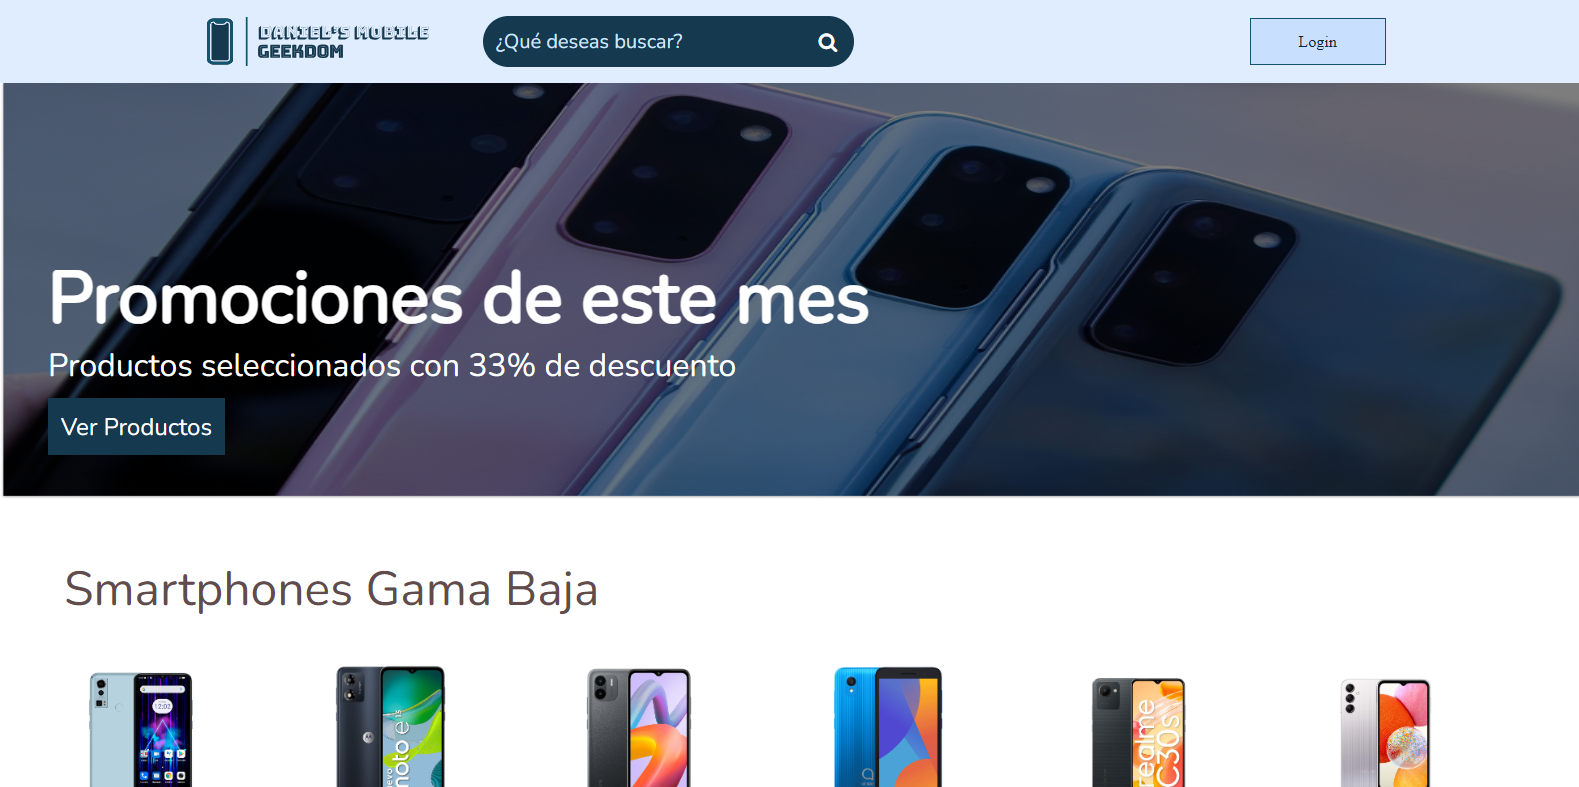 DANIEL'S MOBILE
GEEKDOM
¿Qué deseas buscar?
Login
Promociones de este mes
Productos seleccionados con 33% de descuento
Ver Productos
Smartphones Gama Baja
12:02
moto e13
realme
C30s